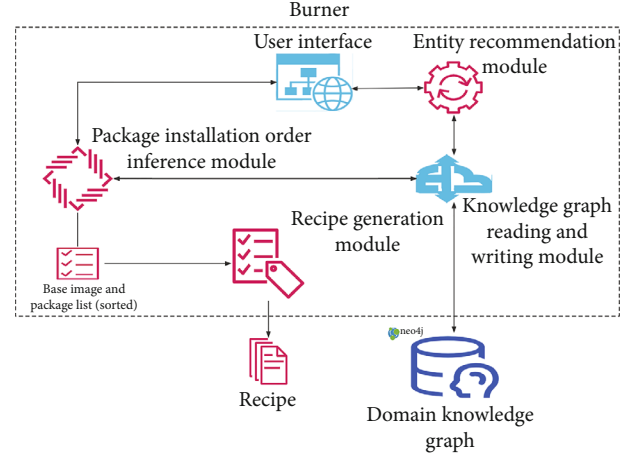 Burner
User interface
Entity recommendation
module
Package installation order
inference module
Recipe generation
module
Knowledge graph
reading and
writing module
Base image and
package list (sorted)
neo4j
Recipe
Domain knowledge
graph